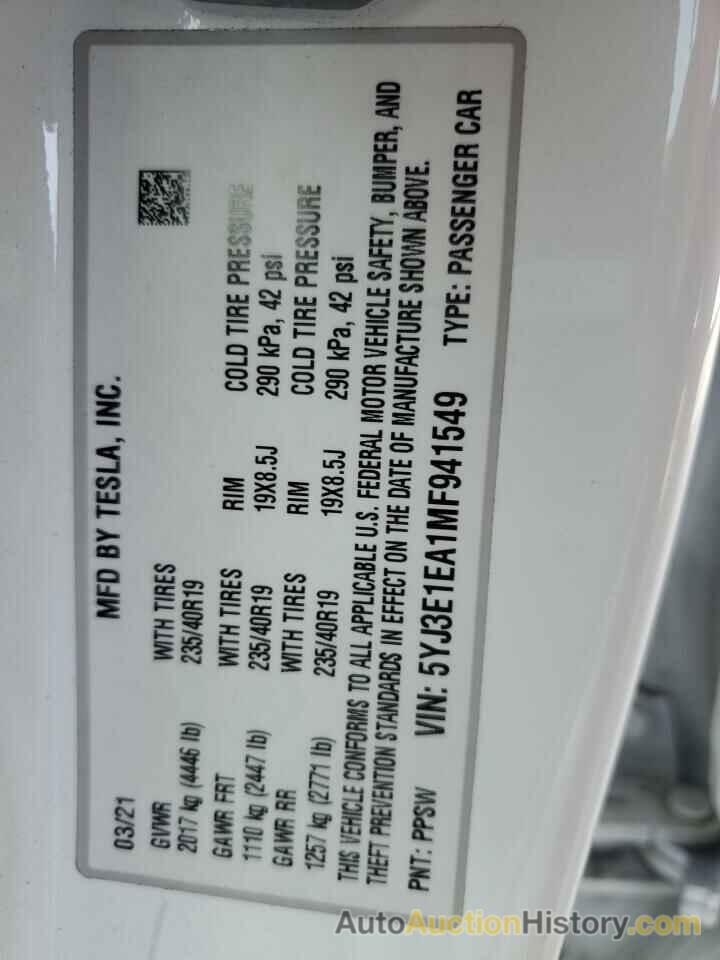 MFD BY TESLA, INC.
03/21
GVWR WITH TIRES
2017 kg (4446 lb) 235/40R19
GAWR FRT WITH TIRES RIM COLD TIRE PRESSURE
1110 kg (2447 lb) 235/40R19 19X8.5J 290 kPa, 42 psi
GAWR RR WITH TIRES RIM COLD TIRE PRESSURE
1257 kg (2771 lb) 235/40R19 19X8.5J 290 kPa, 42 psi
THIS VEHICLE CONFORMS TO ALL APPLICABLE U.S. FEDERAL MOTOR VEHICLE SAFETY, BUMPER, AND
THEFT PREVENTION STANDARDS IN EFFECT ON THE DATE OF MANUFACTURE SHOWN ABOVE.
PNT: PPSW VIN: 5YJ3E1EA1MF941549 TYPE: PASSENGER CAR
AutoAuctionHistory.com